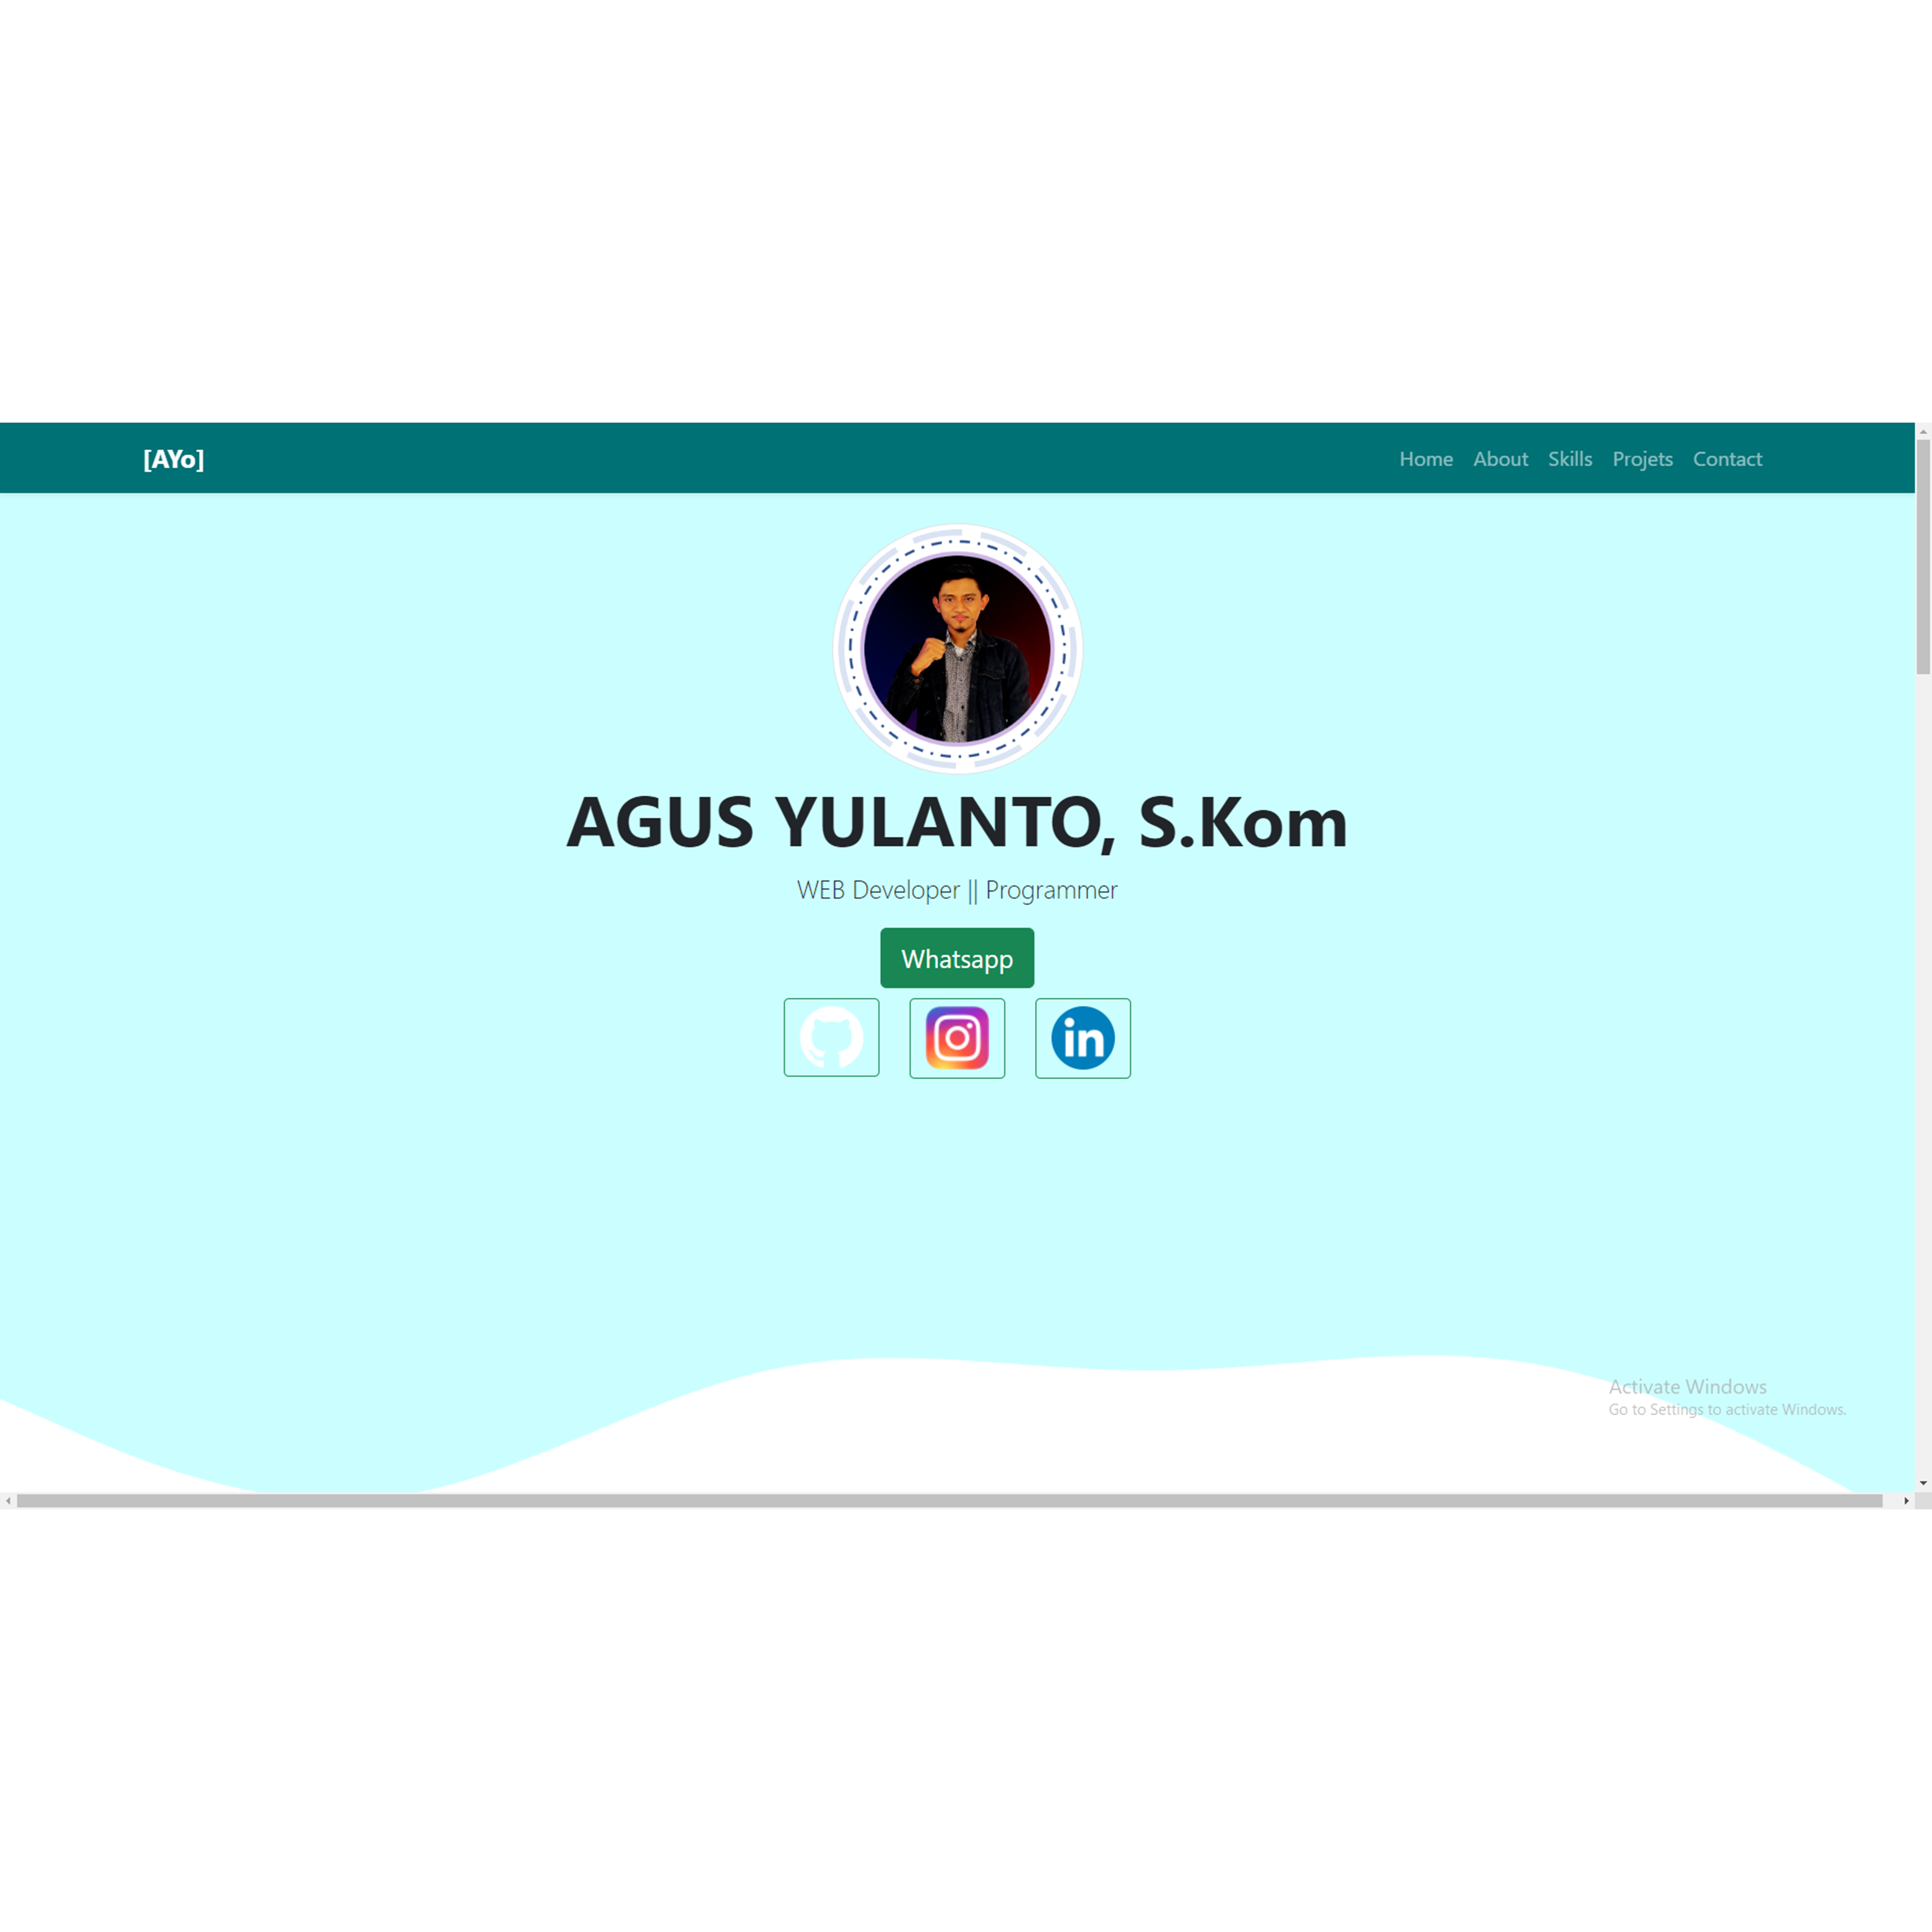 [AYo]
Home About Skills Projets Contact
AGUS YULANTO, S.Kom
WEB Developer || Programmer
Whatsapp
in
Activate Windows
Go to Settings to activate Windows.